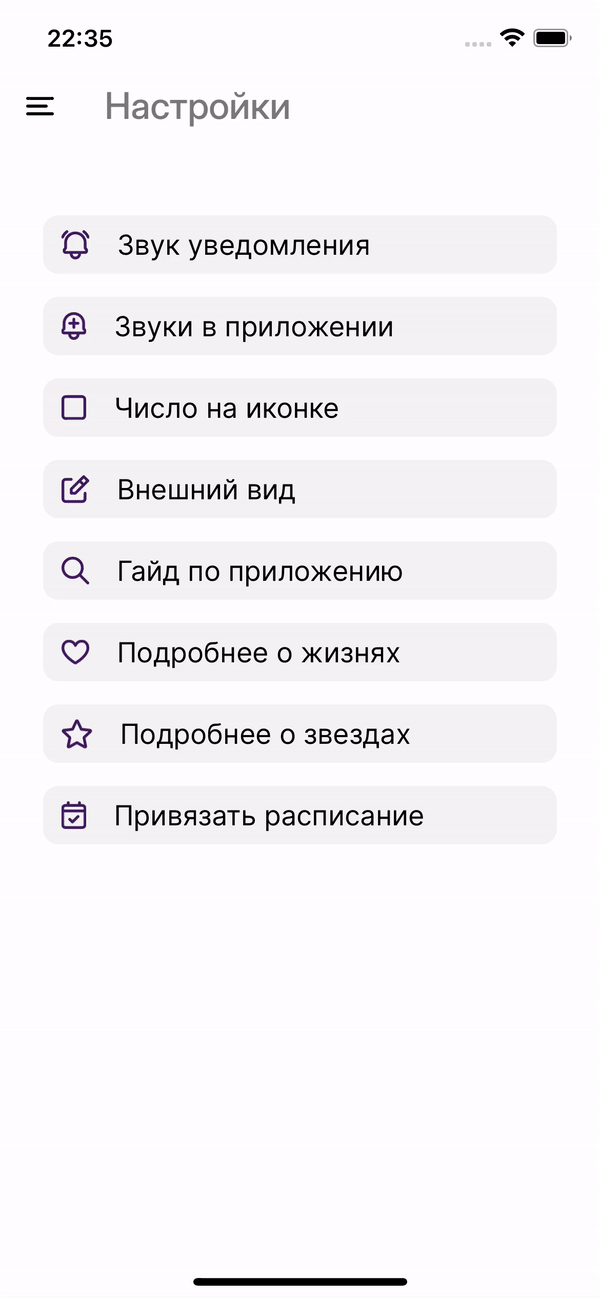 22:35
Настройки
Звук уведомления
Звуки в приложении
Число на иконке
Внешний вид
Гайд по приложению
Подробнее о жизнях
Подробнее о звездах
Привязать расписание